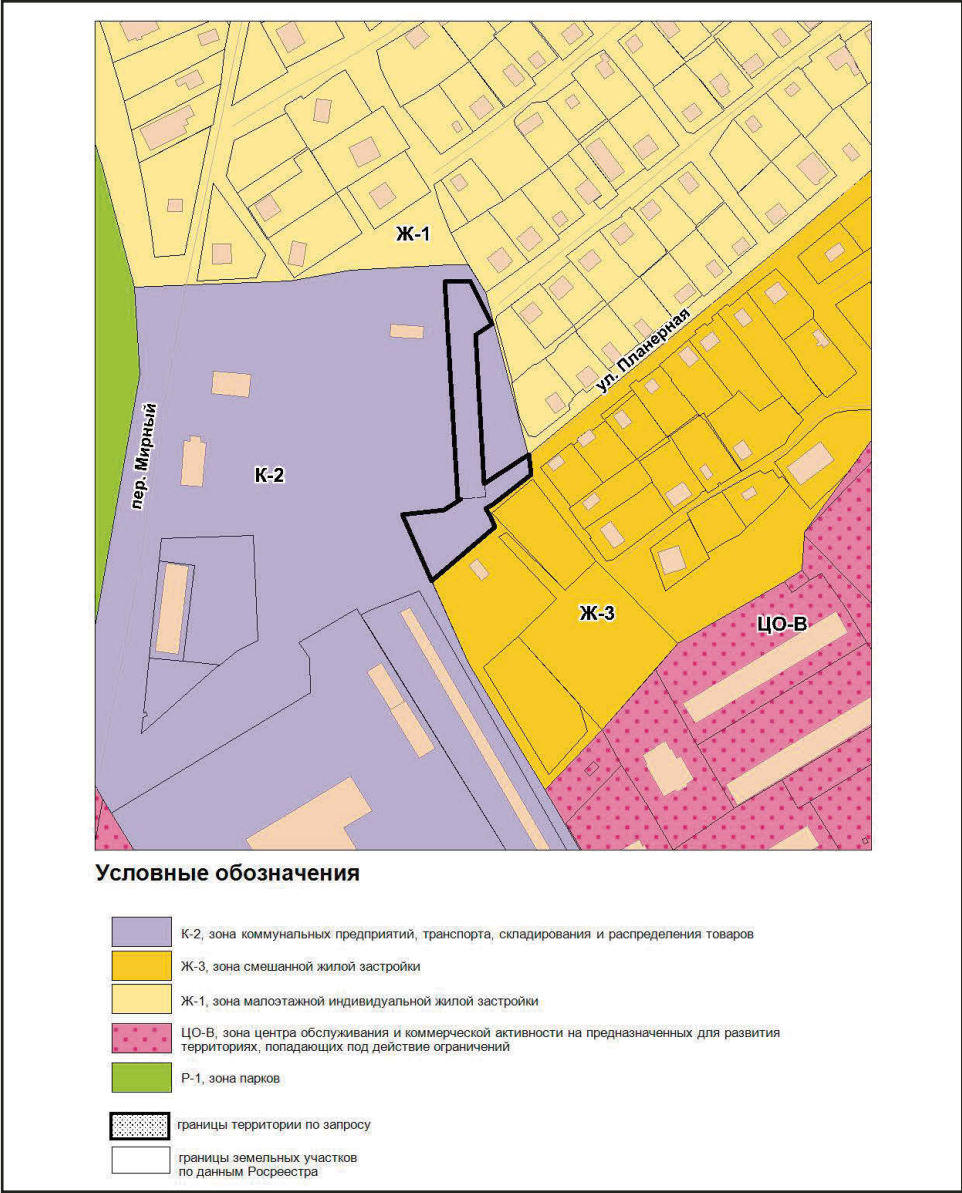 Ж-1
ул. Планерная
пер. Мирный
К-2
Ж-3
ЦО-В
Условные обозначения
К-2, зона коммунальных предприятий, транспорта, складирования и распределения товаров
Ж-3, зона смешанной жилой застройки
Ж-1, зона малоэтажной индивидуальной жилой застройки
ЦО-В, зона центра обслуживания и коммерческой активности на предназначенных для развития
территориях, попадающих под действие ограничений
Р-1, зона парков
границы территории по запросу
границы земельных участков
по данным Росреестра